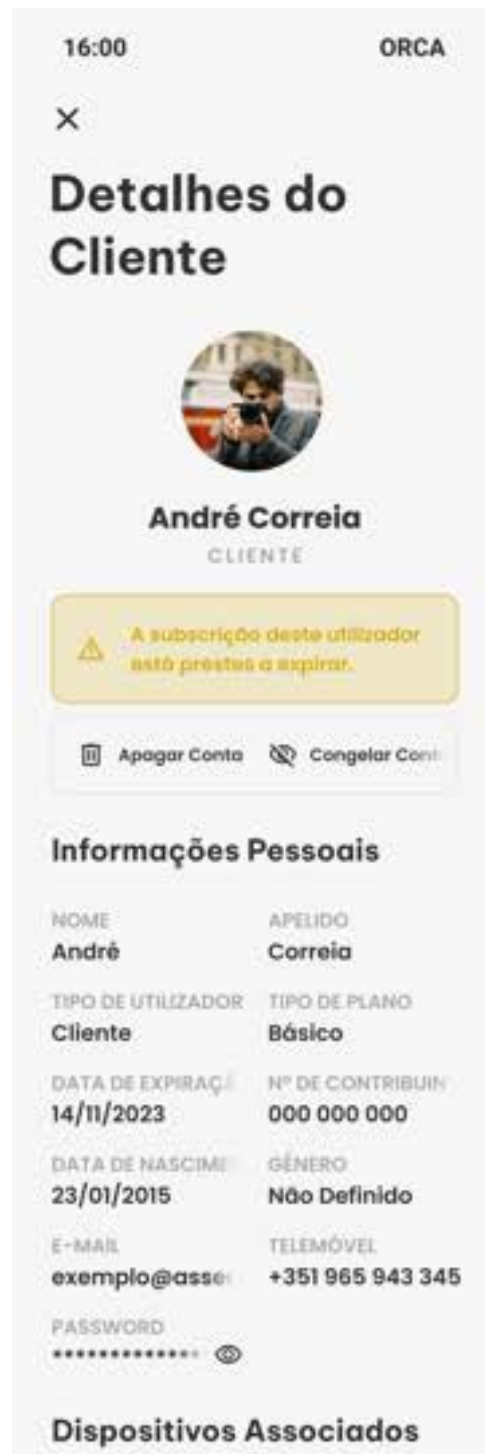 16:00 ORCA
Detalhes do
Cliente
André Correia
CLIENTE
A subscrição deste utilizador
está prestes a expirar.
Apagar Conta Congelar Cont
Informações Pessoais
NOME APELIDO
André Correia
TIPO DE UTILIZADOR TIPO DE PLANO
Cliente Básico
DATA DE EXPIRAÇÃ Nº DE CONTRIBUIN
14/11/2023 000 000 000
DATA DE NASCIME GÉNERO
23/01/2015 Não Definido
E-MAIL TELEMÓVEL
exemplo@asse +351 965 943 345
PASSWORD
Dispositivos Associados